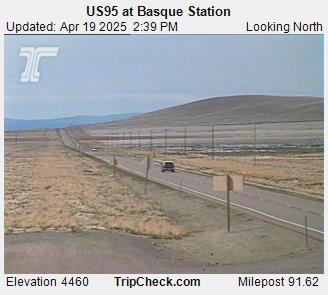 US95 at Basque Station
Updated: Apr 19 2025 2:39 PM Looking North
Elevation 4460 TripCheck.com Milepost 91.62